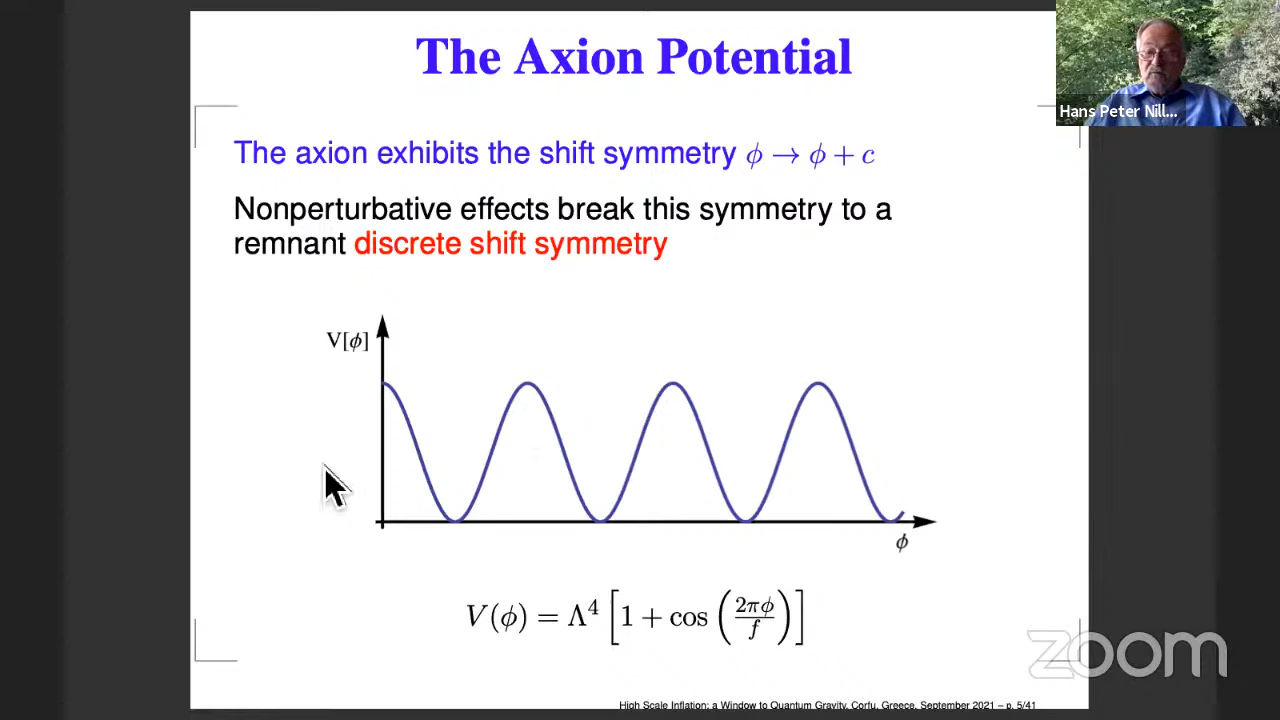 The Axion Potential
Hans Peter Nill...
The axion exhibits the shift symmetry ϕ → ϕ + c
Nonperturbative effects break this symmetry to a
remnant discrete shift symmetry
V[ϕ]
ϕ
V(ϕ) = Λ⁴ [1 + cos (2πϕ/f)]
zoom
High Scale Inflation: a Window to Quantum Gravity, Corfu, Greece, September 2021 – p. 5/41